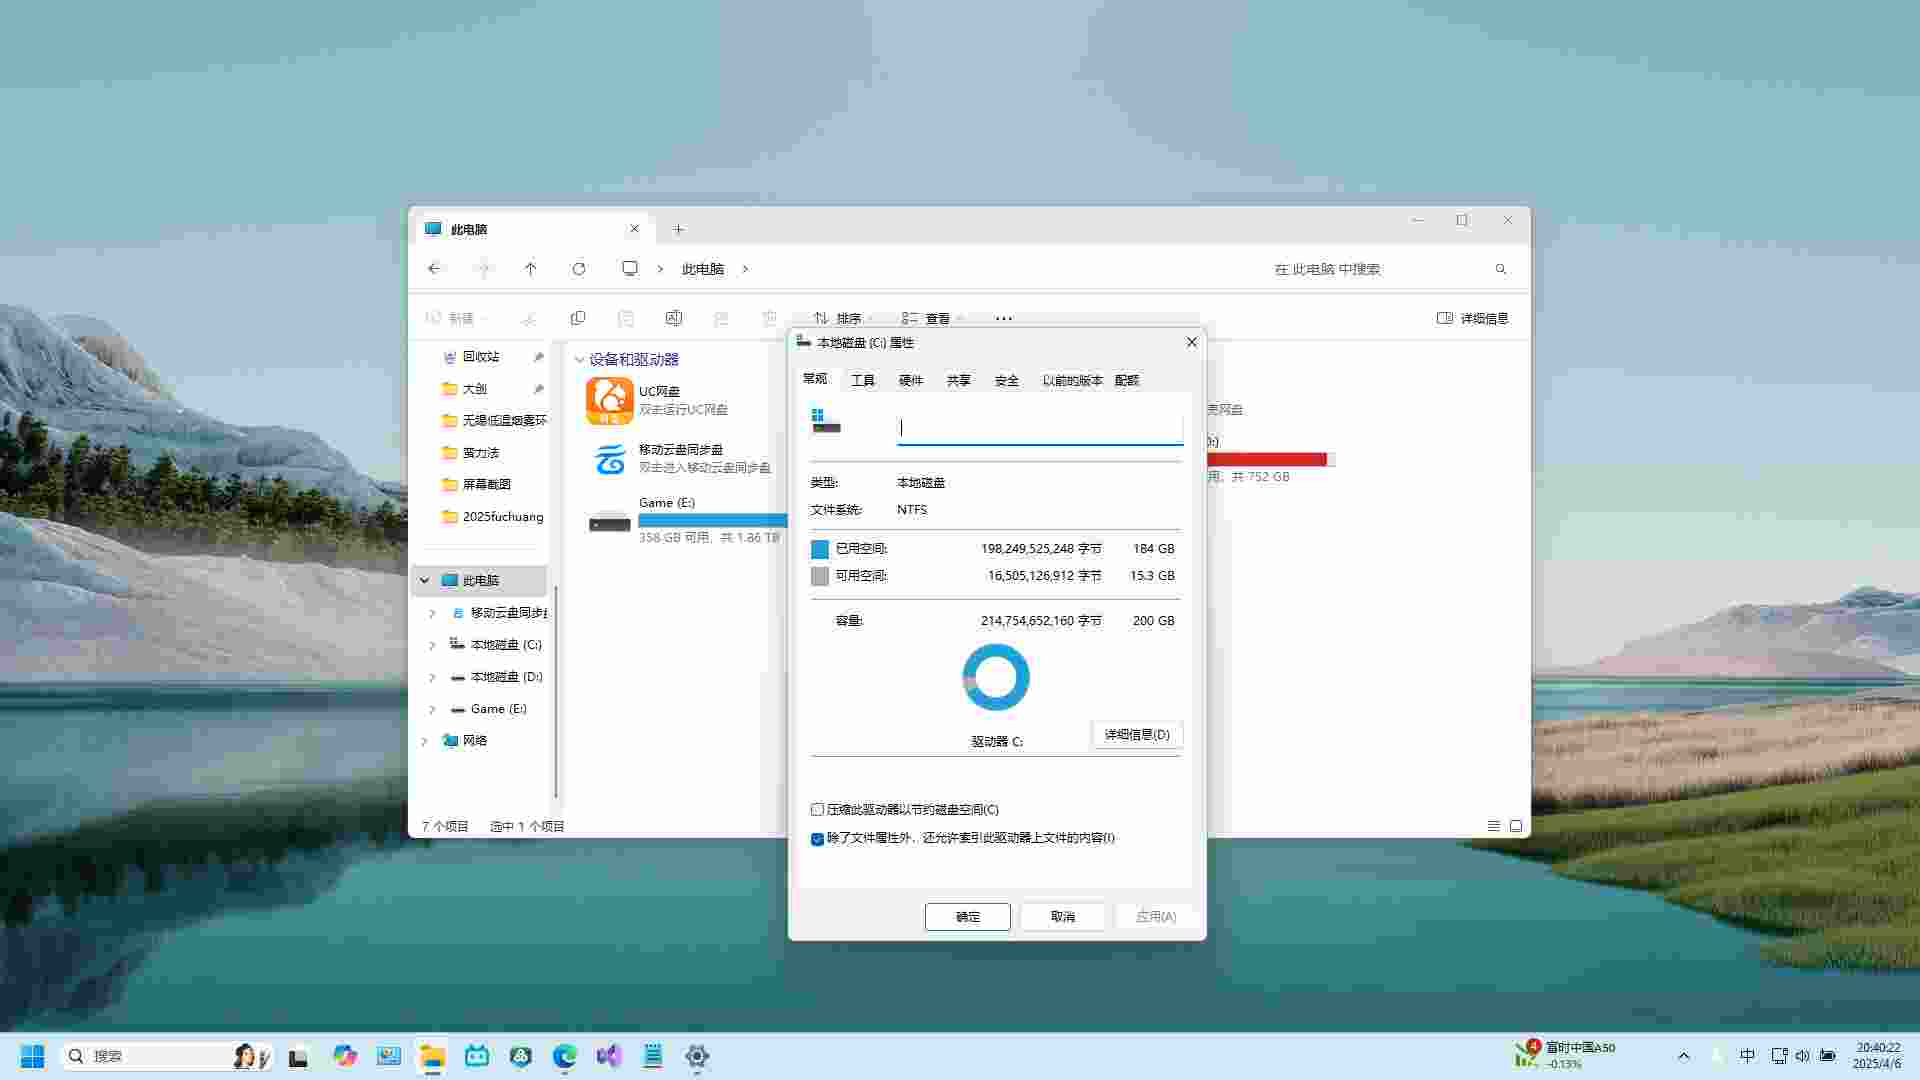 此电脑
此电脑
在 此电脑 中搜索
新建
排序
查看
详细信息
回收站
大创
无锡低温烟雾环
萤力法
屏幕截图
2025fuchuang
此电脑
移动云盘同步盘
本地磁盘 (C:)
本地磁盘 (D:)
Game (E:)
网络
7 个项目
选中 1 个项目
设备和驱动器
UC网盘
双击运行UC网盘
移动云盘同步盘
双击进入移动云盘同步盘
Game (E:)
358 GB 可用, 共 1.86 TB
克网盘
D:)
用, 共 752 GB
本地磁盘 (C:) 属性
常规
工具
硬件
共享
安全
以前的版本
配额
类型:
本地磁盘
文件系统:
NTFS
已用空间:
198,249,525,248 字节
184 GB
可用空间:
16,505,126,912 字节
15.3 GB
容量:
214,754,652,160 字节
200 GB
驱动器 C:
详细信息(D)
压缩此驱动器以节约磁盘空间(C)
除了文件属性外，还允许索引此驱动器上文件的内容(I)
确定
取消
应用(A)
搜索
4
富时中国A50
-0.13%
中
20:40:22
2025/4/6